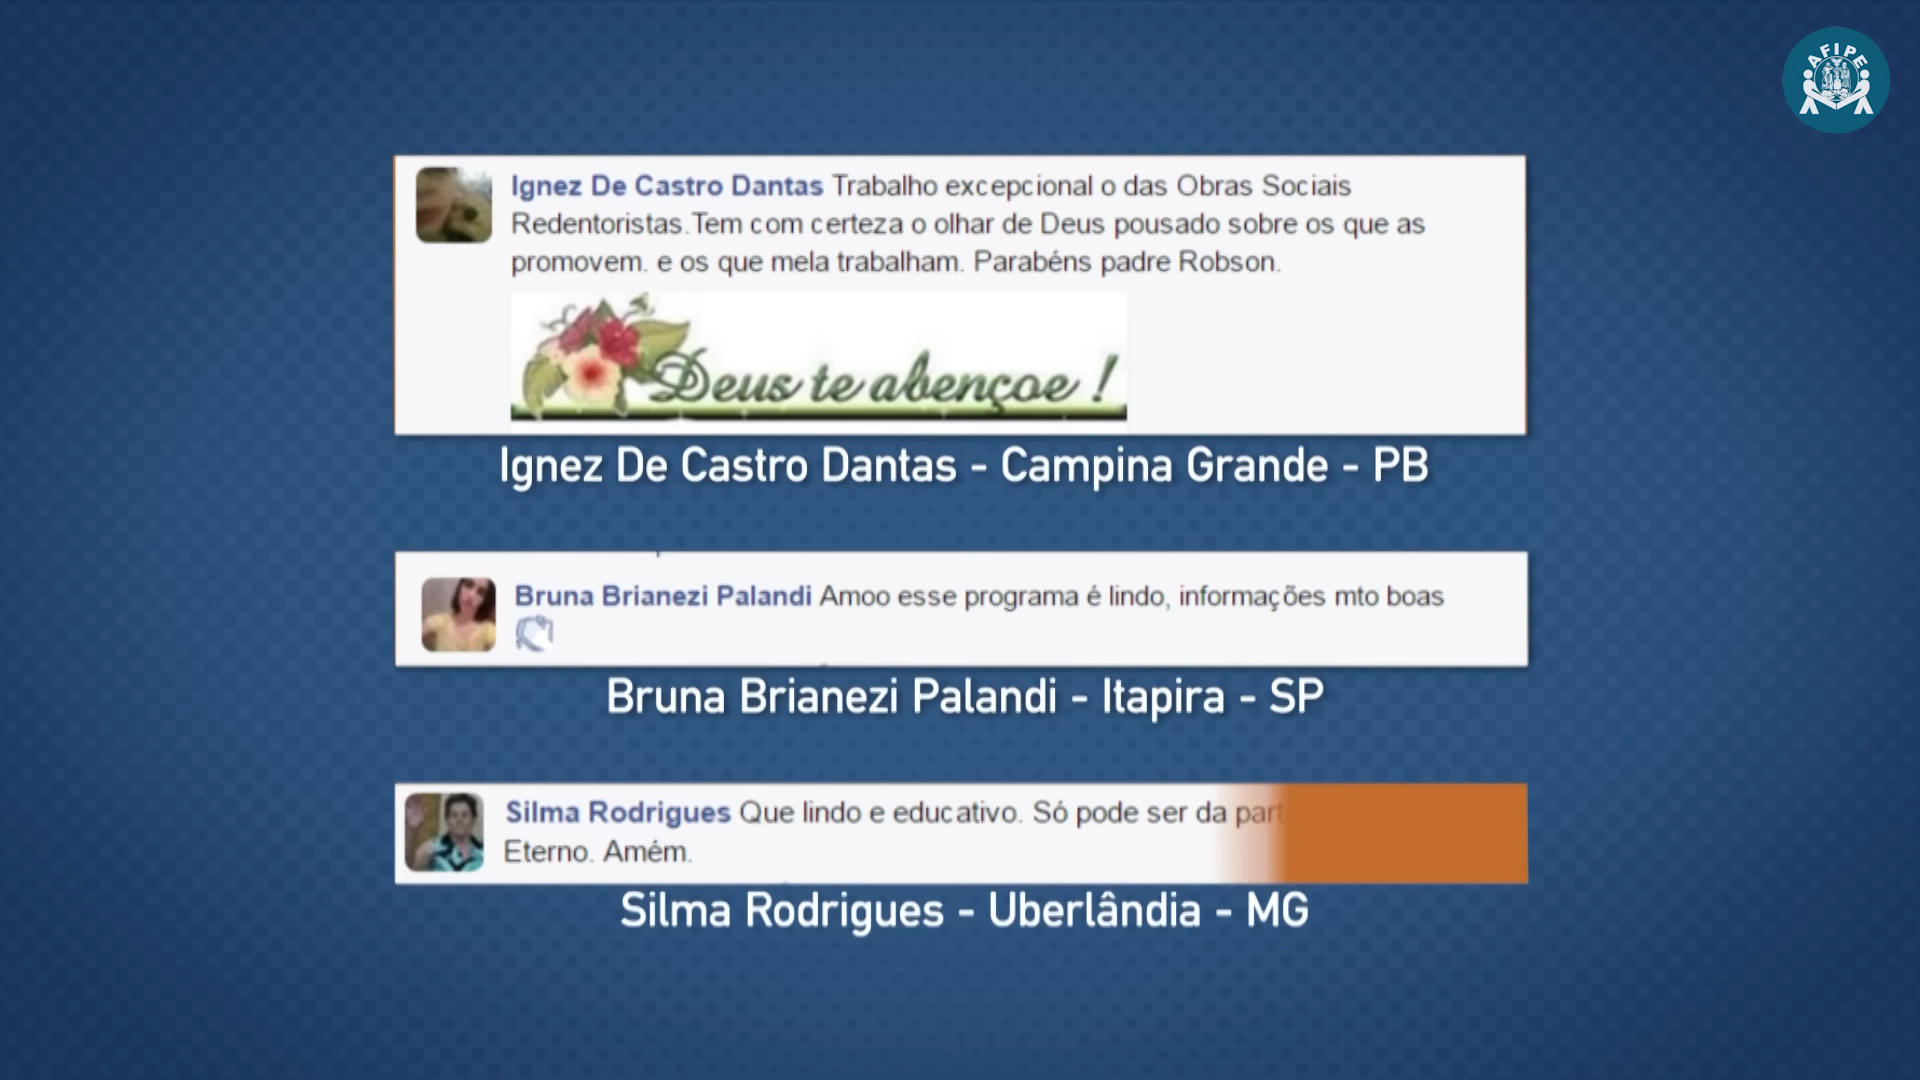 AFIPE
Ignez De Castro Dantas Trabalho excepcional o das Obras Sociais
Redentoristas.Tem com certeza o olhar de Deus pousado sobre os que as
promovem. e os que mela trabalham. Parabéns padre Robson.
Deus te abençoe !
Ignez De Castro Dantas - Campina Grande - PB
Bruna Brianezi Palandi Amoo esse programa é lindo, informações mto boas
Bruna Brianezi Palandi - Itapira - SP
Silma Rodrigues Que lindo e educativo. Só pode ser da part
Eterno. Amém.
Silma Rodrigues - Uberlândia - MG